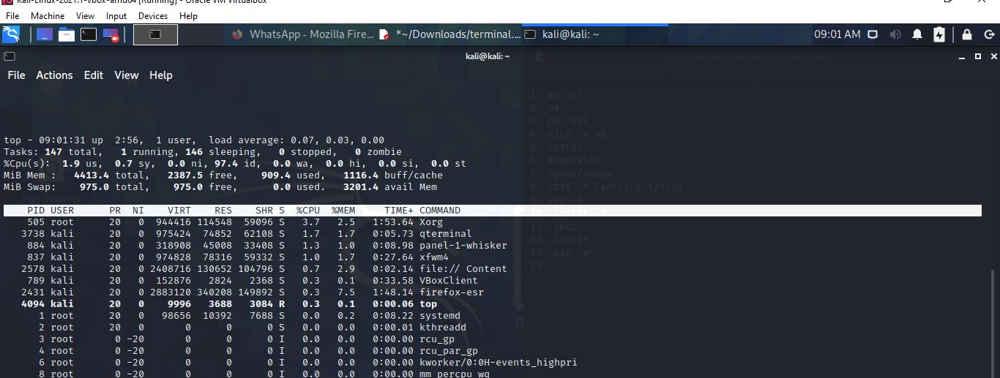 Kali-Linux-2021.1-vbox-amd64 [Running] - Oracle VM VirtualBox
File Machine View Input Devices Help
WhatsApp - Mozilla Fire... *~/Downloads/terminal.... kali@kali: ~ 09:01 AM
kali@kali: ~
*~/Downloads/terminal.txt - Mousepad
File Actions Edit View Help
File Edit Search View Document Help
Trash Home
File System
1. ps -ef
2. ps
3. ps -ecl
4. nice -0 vm
5. vmstat
6. eventstat
7. /proc/swaps
8. stat -f /var/log/syslog
9. sar -b
10. iostat -d
11. ipcs
12. iostat
13. sar -w
25
top - 09:01:31 up 2:56, 1 user, load average: 0.07, 0.03, 0.00
Tasks: 147 total, 1 running, 146 sleeping, 0 stopped, 0 zombie
%Cpu(s): 1.9 us, 0.7 sy, 0.0 ni, 97.4 id, 0.0 wa, 0.0 hi, 0.0 si, 0.0 st
MiB Mem : 4413.4 total, 2387.5 free, 909.4 used, 1116.4 buff/cache
MiB Swap: 975.0 total, 975.0 free, 0.0 used. 3201.4 avail Mem
PID USER PR NI VIRT RES SHR S %CPU %MEM TIME+ COMMAND
505 root 20 0 944416 114548 59096 S 3.7 2.5 1:53.64 Xorg
3738 kali 20 0 975424 74852 62108 S 1.7 1.7 0:05.73 qterminal
884 kali 20 0 318908 45008 33408 S 1.3 1.0 0:08.98 panel-1-whisker
837 kali 20 0 974828 78316 59332 S 1.0 1.7 0:27.64 xfwm4
2578 kali 20 0 2408716 130652 104796 S 0.7 2.9 0:02.14 file:// Content
789 kali 20 0 152876 2824 2368 S 0.3 0.1 0:33.58 VBoxClient
2431 kali 20 0 2883120 340208 149892 S 0.3 7.5 1:48.14 firefox-esr
4094 kali 20 0 9996 3688 3084 R 0.3 0.1 0:00.06 top
1 root 20 0 98656 10392 7688 S 0.0 0.2 0:08.22 systemd
2 root 20 0 0 0 0 S 0.0 0.0 0:00.01 kthreadd
3 root 0 -20 0 0 0 I 0.0 0.0 0:00.00 rcu_gp
4 root 0 -20 0 0 0 I 0.0 0.0 0:00.00 rcu_par_gp
6 root 0 -20 0 0 0 I 0.0 0.0 0:00.00 kworker/0:0H-events_highpri
8 root 0 -20 0 0 0 I 0.0 0.0 0:00.00 mm_percpu_wq